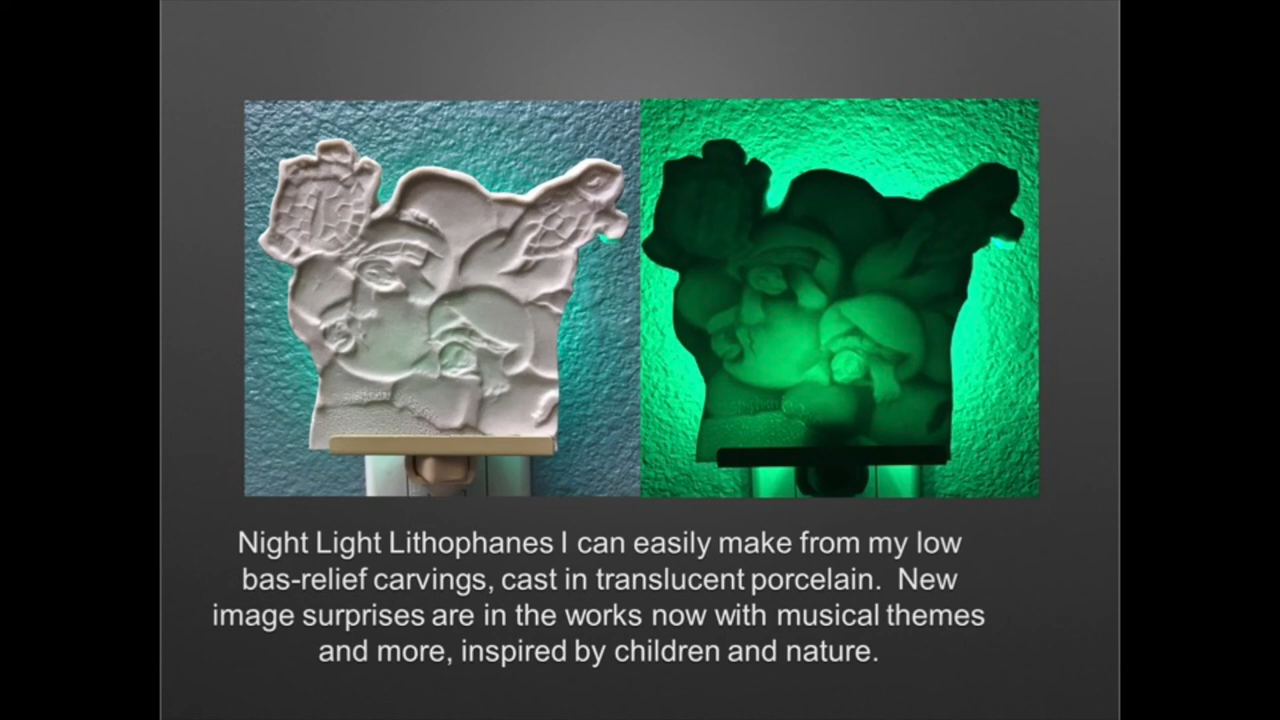 Night Light Lithophanes I can easily make from my low
bas-relief carvings, cast in translucent porcelain.  New
image surprises are in the works now with musical themes
and more, inspired by children and nature.